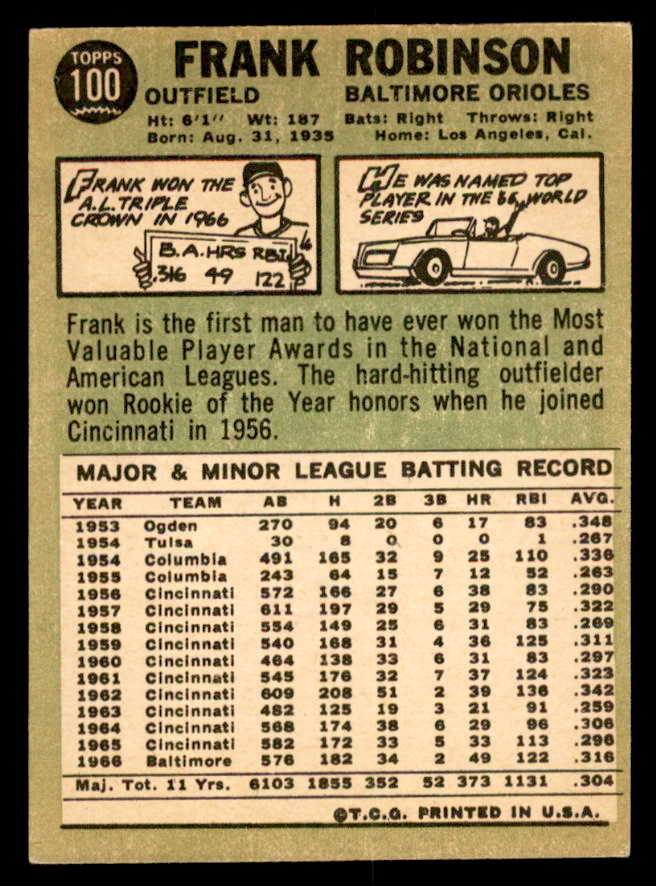 TOPPS
100
FRANK ROBINSON
OUTFIELD BALTIMORE ORIOLES
Ht: 6'1" Wt: 187 Bats: Right Throws: Right
Born: Aug. 31, 1935 Home: Los Angeles, Cal.
FRANK WON THE
A.L. TRIPLE
CROWN IN 1966
B.A. HRS RBI
.316 49 122
HE WAS NAMED TOP
PLAYER IN THE '66 WORLD
SERIES
Frank is the first man to have ever won the Most
Valuable Player Awards in the National and
American Leagues. The hard-hitting outfielder
won Rookie of the Year honors when he joined
Cincinnati in 1956.
MAJOR & MINOR LEAGUE BATTING RECORD
YEAR TEAM AB H 2B 3B HR RBI AVG.
1953 Ogden 270 94 20 6 17 83 .348
1954 Tulsa 30 8 0 0 0 1 .267
1954 Columbia 491 165 32 9 25 110 .336
1955 Columbia 243 64 15 7 12 52 .263
1956 Cincinnati 572 166 27 6 38 83 .290
1957 Cincinnati 611 197 29 5 29 75 .322
1958 Cincinnati 554 149 25 6 31 83 .269
1959 Cincinnati 540 168 31 4 36 125 .311
1960 Cincinnati 464 138 33 6 31 83 .297
1961 Cincinnati 545 176 32 7 37 124 .323
1962 Cincinnati 609 208 51 2 39 136 .342
1963 Cincinnati 482 125 19 3 21 91 .259
1964 Cincinnati 568 174 38 6 29 96 .306
1965 Cincinnati 582 172 33 5 33 113 .296
1966 Baltimore 576 182 34 2 49 122 .316
Maj. Tot. 11 Yrs. 6103 1855 352 52 373 1131 .304
©T.C.G. PRINTED IN U.S.A.